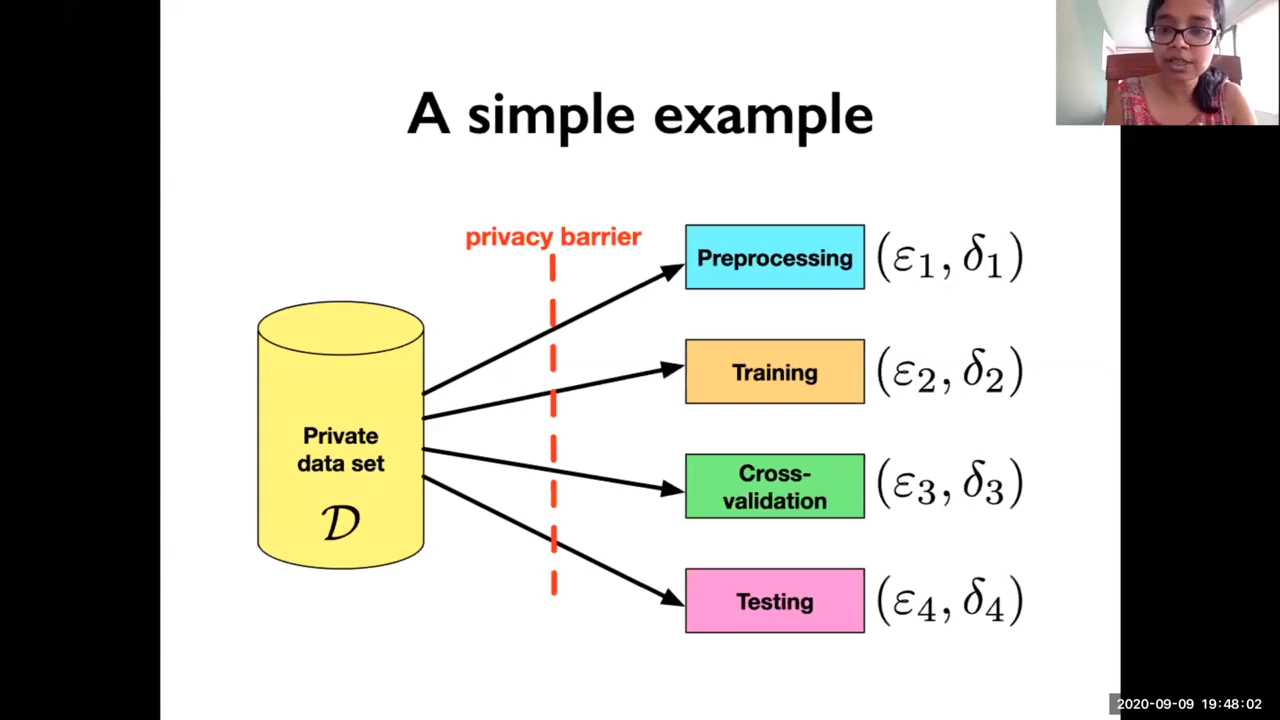 A simple example
privacy barrier
Private
data set
𝒟
Preprocessing
(ε₁, δ₁)
Training
(ε₂, δ₂)
Cross-
validation
(ε₃, δ₃)
Testing
(ε₄, δ₄)
2020-09-09 19:48:02